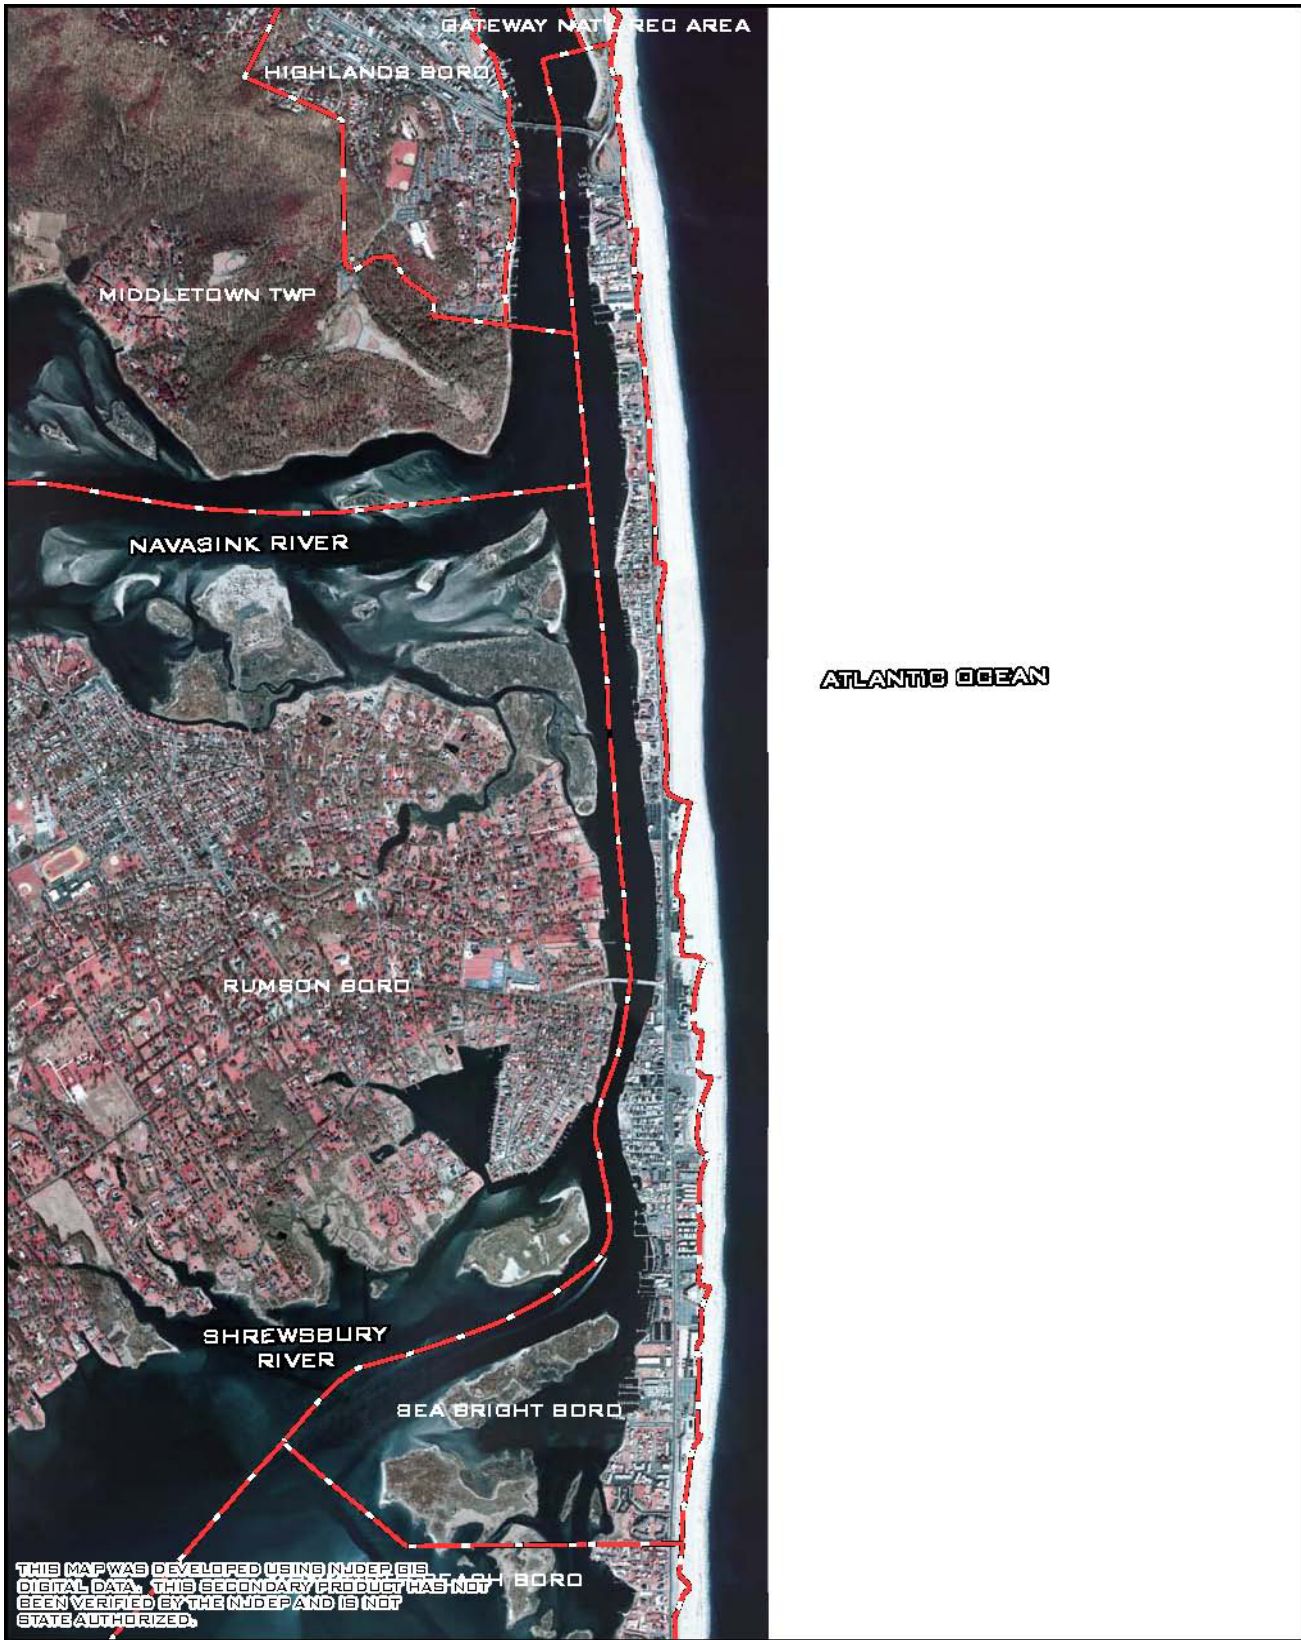 GATEWAY NAT'L REC AREA
HIGHLANDS BORO
MIDDLETOWN TWP
NAVASINK RIVER
ATLANTIC OCEAN
RUMSON BORO
SHREWSBURY
RIVER
SEA BRIGHT BORO
BORO
THIS MAP WAS DEVELOPED USING NJDEP GIS
DIGITAL DATA. THIS SECONDARY PRODUCT HAS NOT
BEEN VERIFIED BY THE NJDEP AND IS NOT
STATE AUTHORIZED.